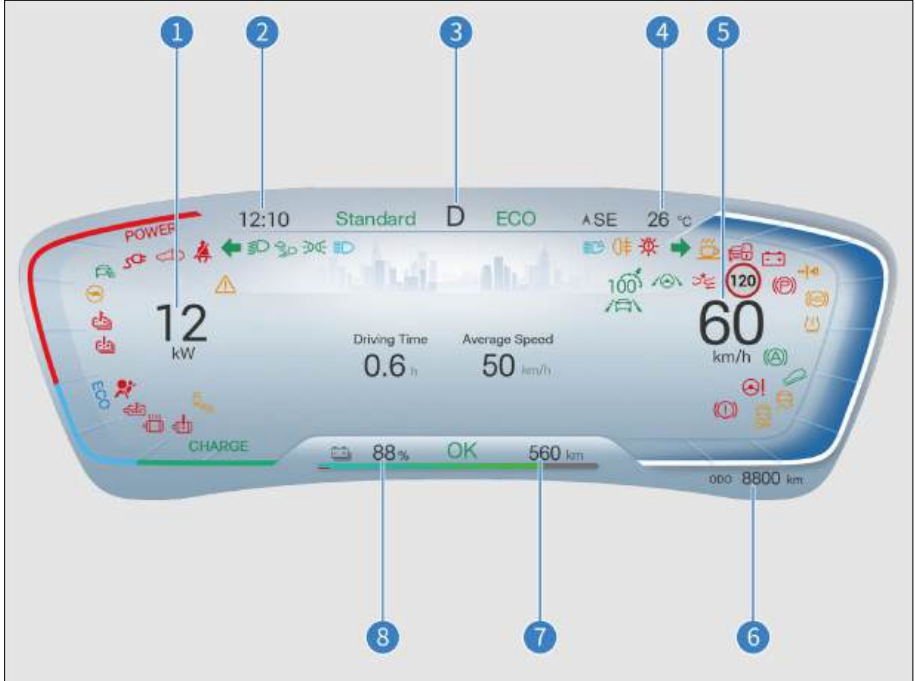 1 2 3 4 5
12:10 Standard D ECO ASE 26 °C
POWER
100
120
12
kW
60
km/h
Driving Time
0.6 h
Average Speed
50 km/h
ECO
CHARGE
88% OK 560 km
ODO 8800 km
8 7 6